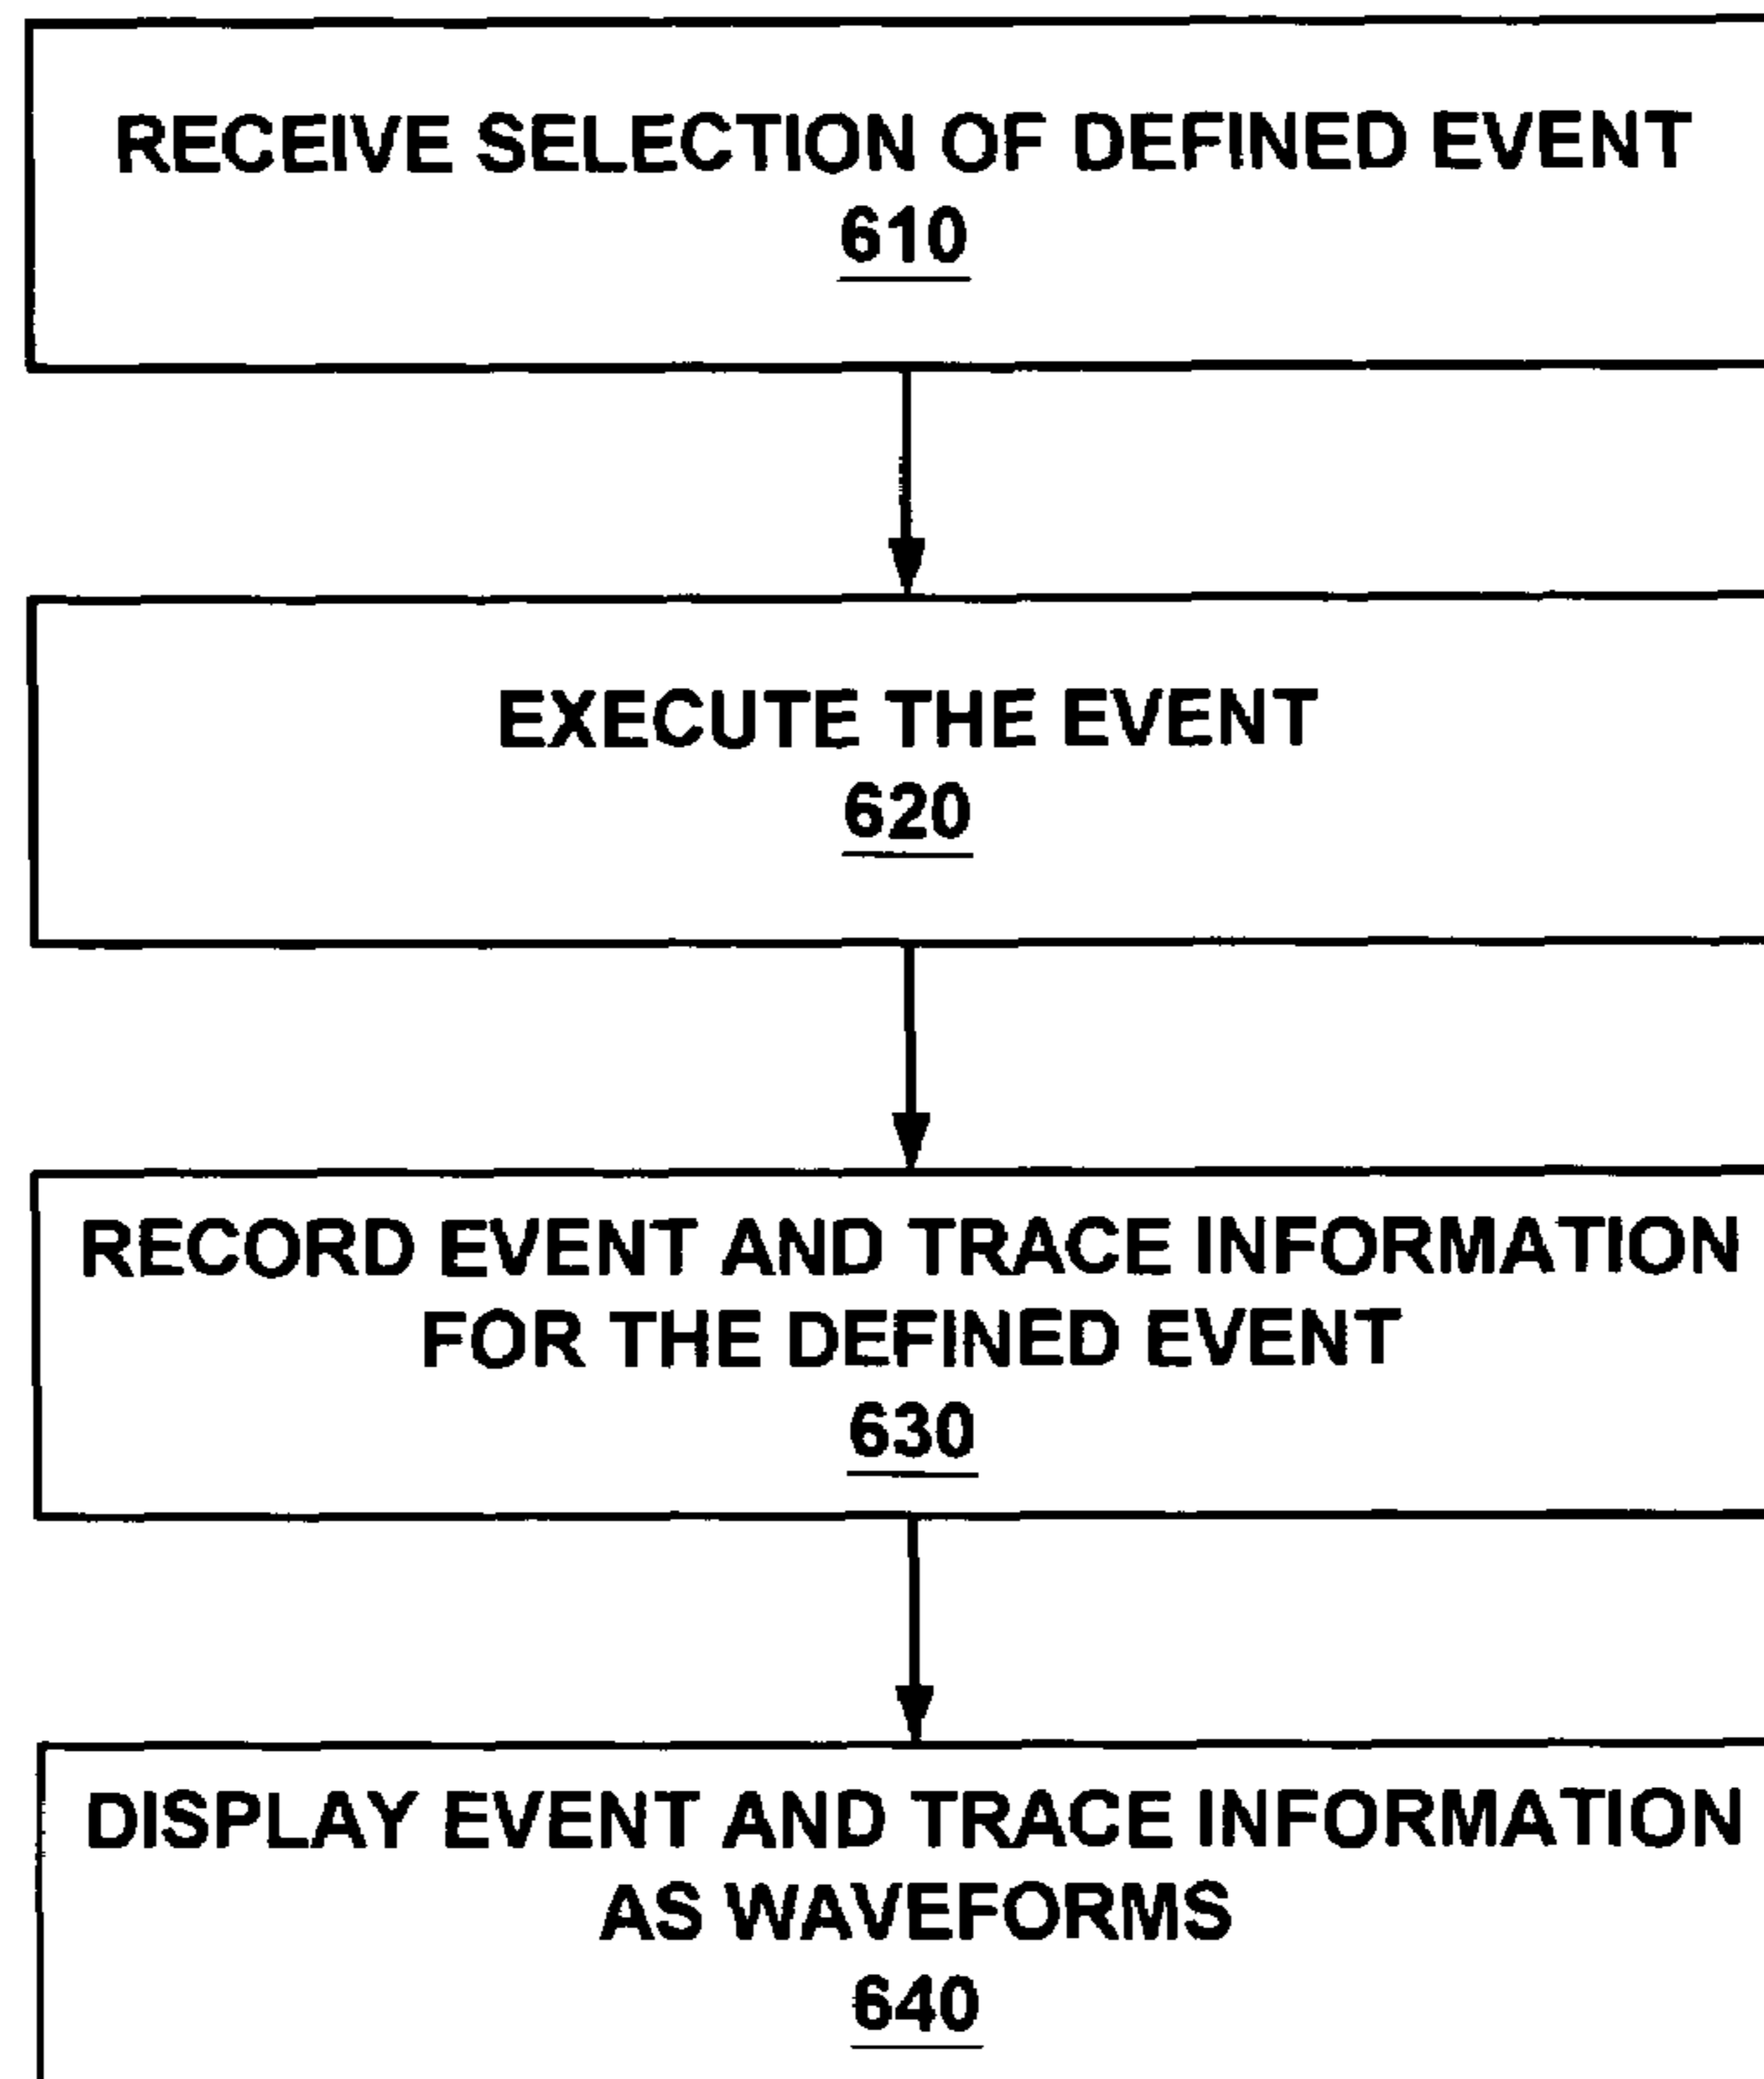 RECEIVE SELECTION OF DEFINED EVENT
610
EXECUTE THE EVENT
620
RECORD EVENT AND TRACE INFORMATION
FOR THE DEFINED EVENT
630
DISPLAY EVENT AND TRACE INFORMATION
AS WAVEFORMS
640